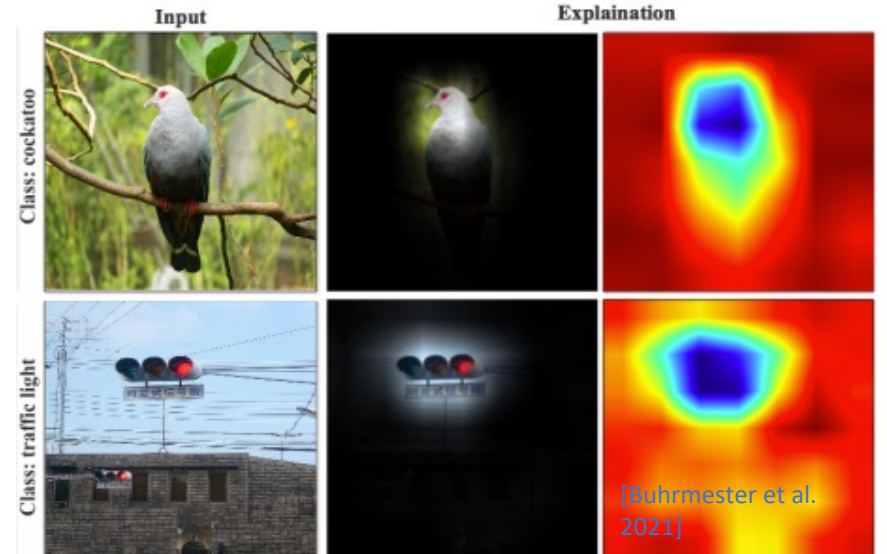 Input
Explaination
Class: cockatoo
Class: traffic light
[Buhrmester et al.
2021]